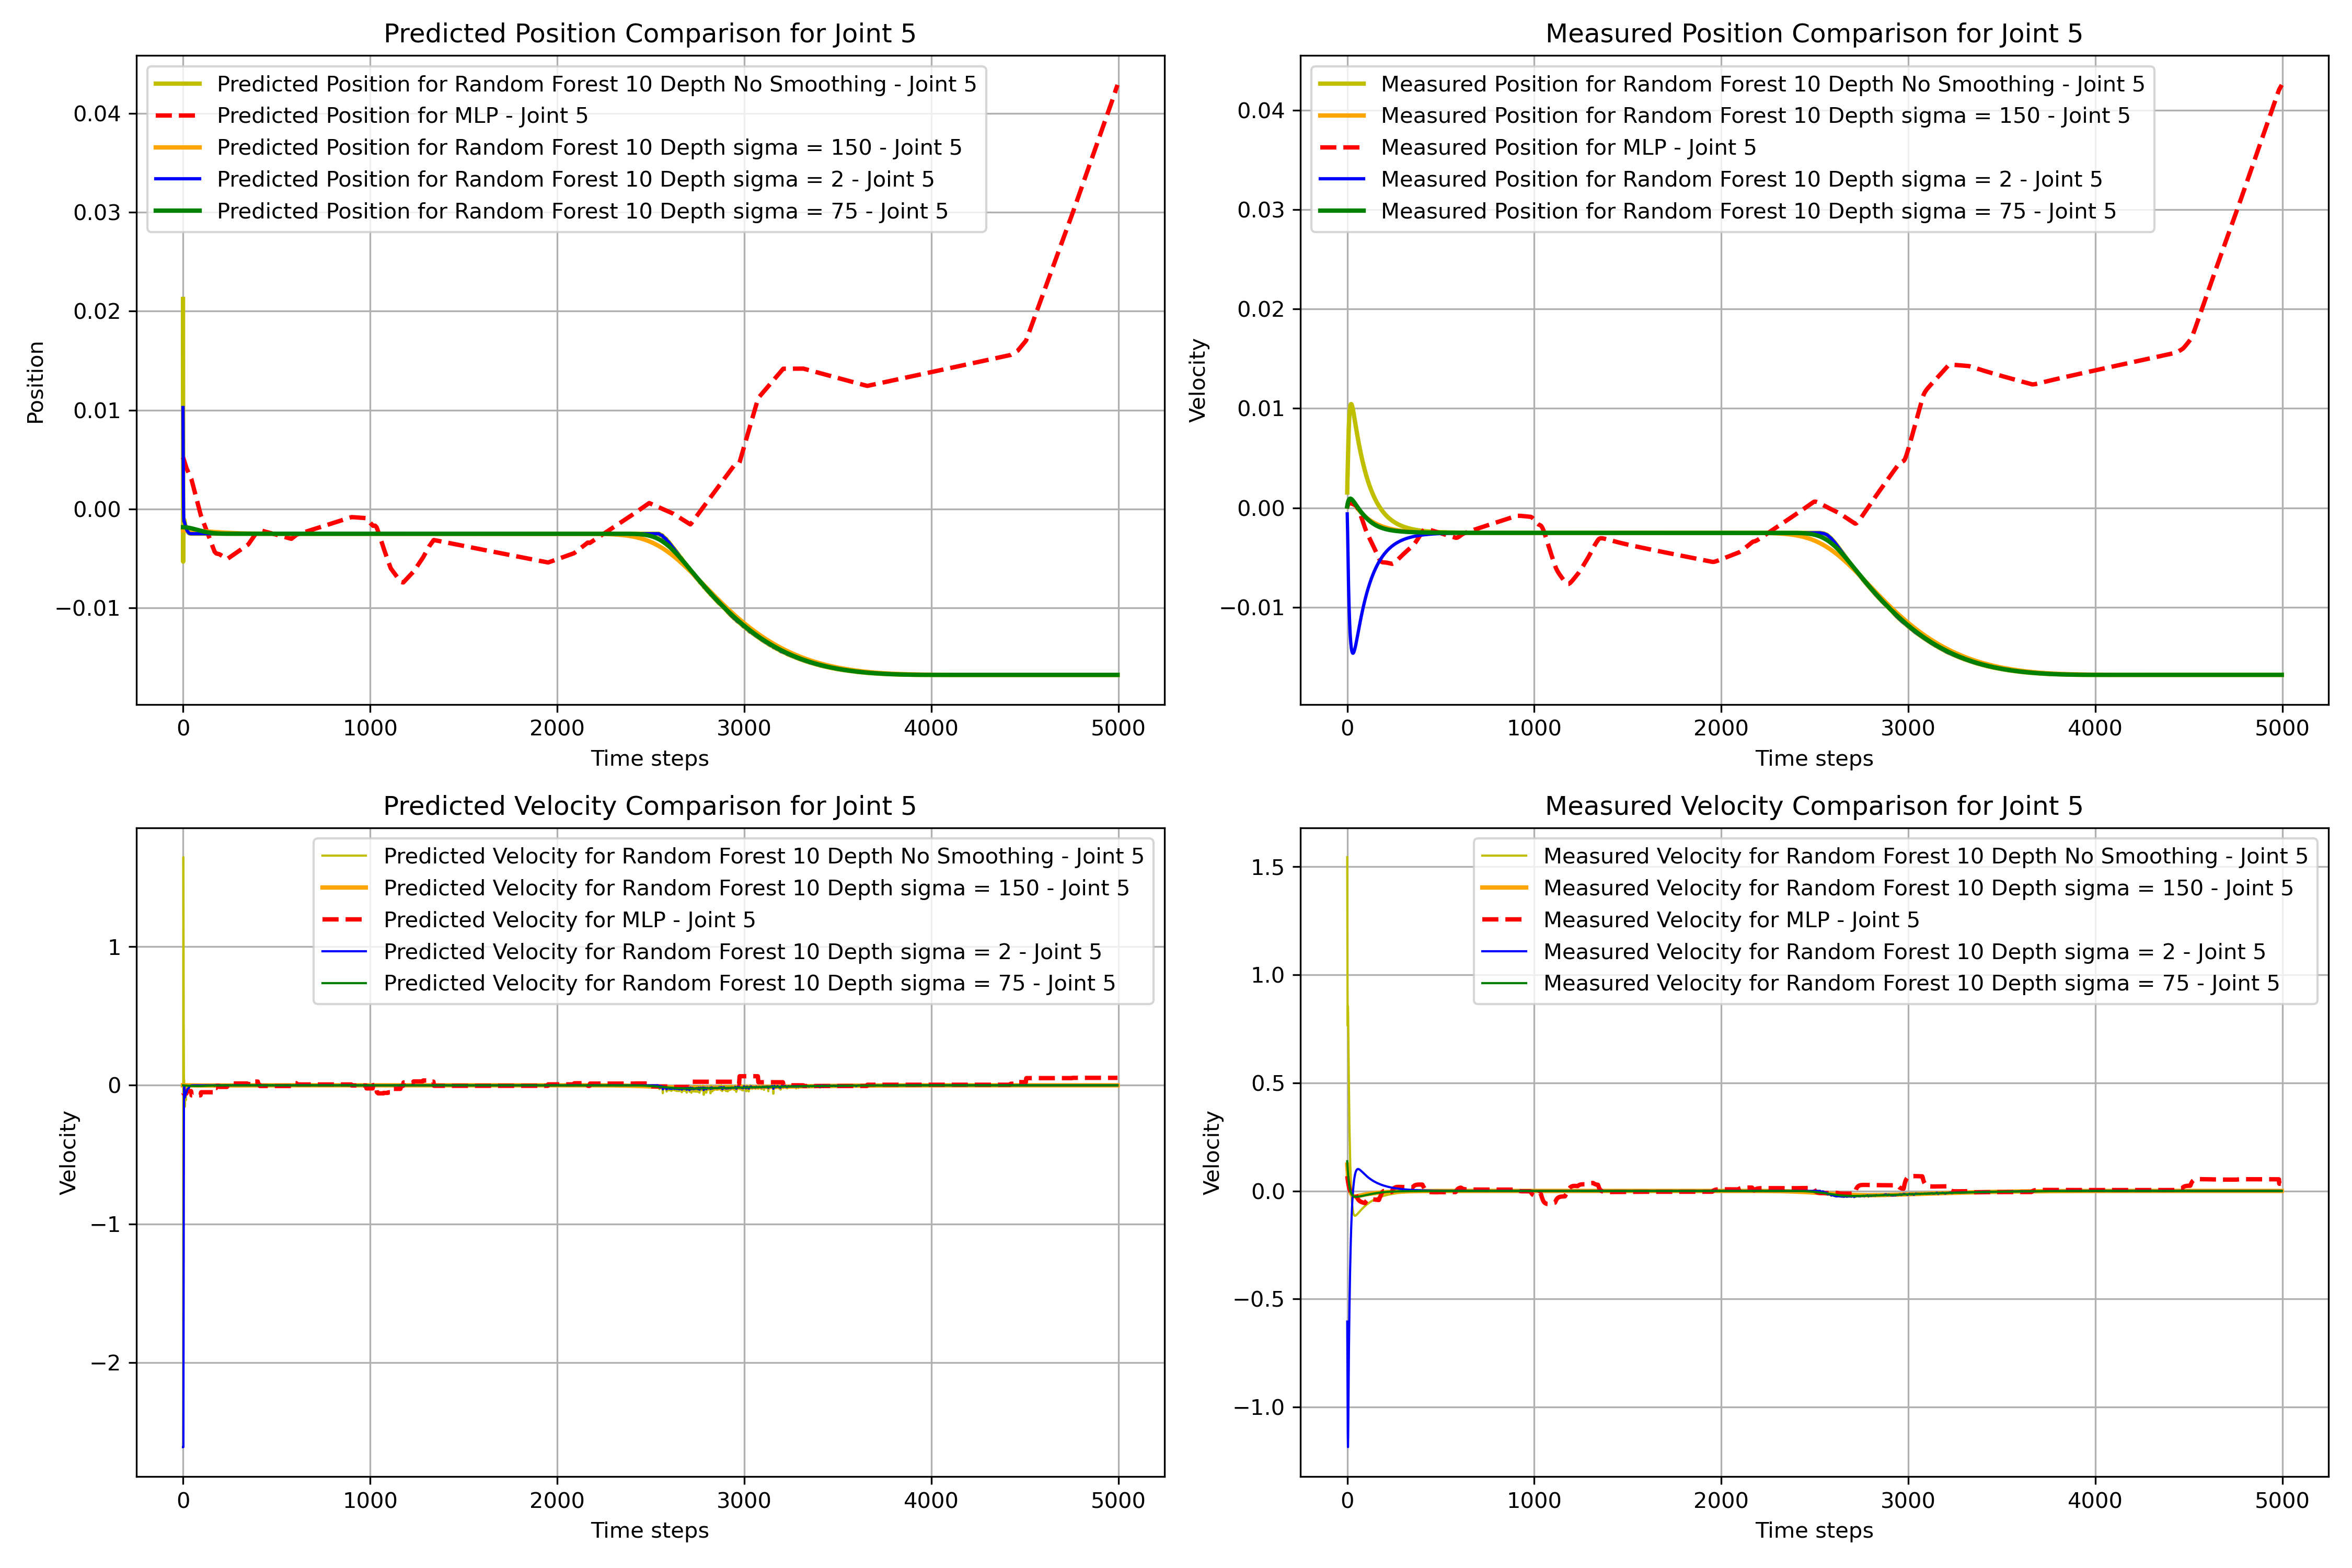 Predicted Position Comparison for Joint 5
Predicted Position for Random Forest 10 Depth No Smoothing - Joint 5
Predicted Position for MLP - Joint 5
Predicted Position for Random Forest 10 Depth sigma = 150 - Joint 5
Predicted Position for Random Forest 10 Depth sigma = 2 - Joint 5
Predicted Position for Random Forest 10 Depth sigma = 75 - Joint 5
Position
0.04
0.03
0.02
0.01
0.00
−0.01
0 1000 2000 3000 4000 5000
Time steps
Measured Position Comparison for Joint 5
Measured Position for Random Forest 10 Depth No Smoothing - Joint 5
Measured Position for Random Forest 10 Depth sigma = 150 - Joint 5
Measured Position for MLP - Joint 5
Measured Position for Random Forest 10 Depth sigma = 2 - Joint 5
Measured Position for Random Forest 10 Depth sigma = 75 - Joint 5
Velocity
0.04
0.03
0.02
0.01
0.00
−0.01
0 1000 2000 3000 4000 5000
Time steps
Predicted Velocity Comparison for Joint 5
Predicted Velocity for Random Forest 10 Depth No Smoothing - Joint 5
Predicted Velocity for Random Forest 10 Depth sigma = 150 - Joint 5
Predicted Velocity for MLP - Joint 5
Predicted Velocity for Random Forest 10 Depth sigma = 2 - Joint 5
Predicted Velocity for Random Forest 10 Depth sigma = 75 - Joint 5
Velocity
1
0
−1
−2
0 1000 2000 3000 4000 5000
Time steps
Measured Velocity Comparison for Joint 5
Measured Velocity for Random Forest 10 Depth No Smoothing - Joint 5
Measured Velocity for Random Forest 10 Depth sigma = 150 - Joint 5
Measured Velocity for MLP - Joint 5
Measured Velocity for Random Forest 10 Depth sigma = 2 - Joint 5
Measured Velocity for Random Forest 10 Depth sigma = 75 - Joint 5
Velocity
1.5
1.0
0.5
0.0
−0.5
−1.0
0 1000 2000 3000 4000 5000
Time steps